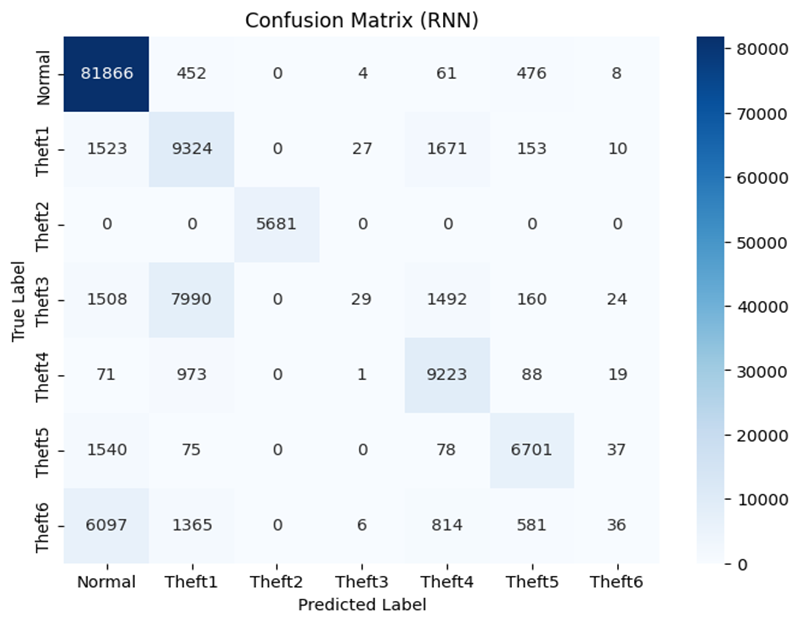 Confusion Matrix (RNN)
True Label
Normal 81866 452 0 4 61 476 8
Theft1 1523 9324 0 27 1671 153 10
Theft2 0 0 5681 0 0 0 0
Theft3 1508 7990 0 29 1492 160 24
Theft4 71 973 0 1 9223 88 19
Theft5 1540 75 0 0 78 6701 37
Theft6 6097 1365 0 6 814 581 36
Normal Theft1 Theft2 Theft3 Theft4 Theft5 Theft6
Predicted Label
80000
70000
60000
50000
40000
30000
20000
10000
0